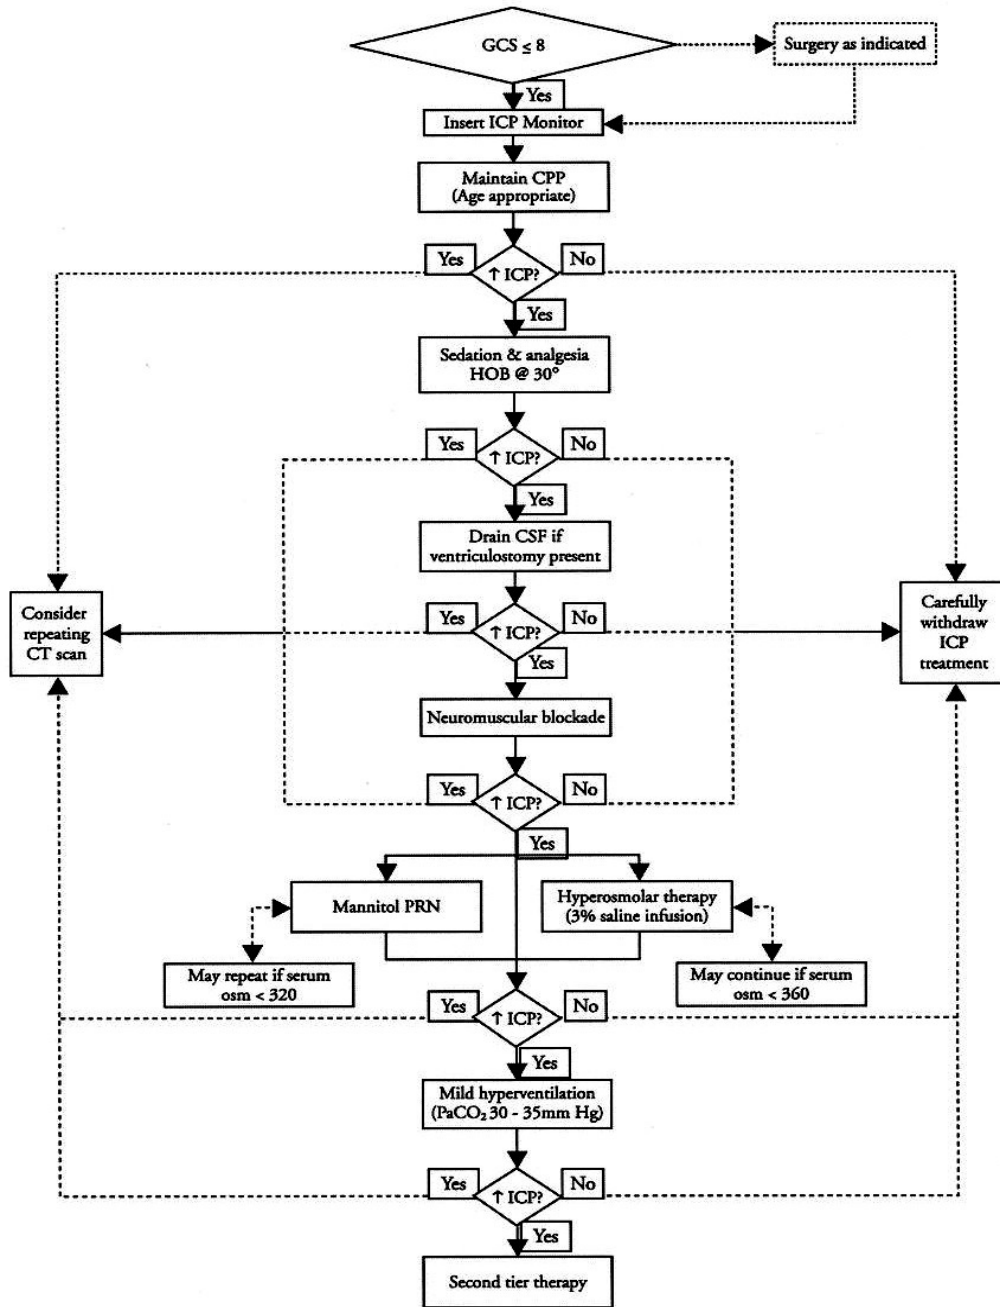 GCS ≤ 8
Surgery as indicated
Yes
Insert ICP Monitor
Maintain CPP
(Age appropriate)
Yes
↑ ICP?
No
Yes
Sedation & analgesia
HOB @ 30°
Yes
↑ ICP?
No
Yes
Drain CSF if
ventriculostomy present
Consider
repeating
CT scan
Yes
↑ ICP?
No
Carefully
withdraw
ICP
treatment
Yes
Neuromuscular blockade
Yes
↑ ICP?
No
Yes
Mannitol PRN
Hyperosmolar therapy
(3% saline infusion)
May repeat if serum
osm < 320
May continue if serum
osm < 360
Yes
↑ ICP?
No
Yes
Mild hyperventilation
(PaCO₂ 30 - 35mm Hg)
Yes
↑ ICP?
No
Yes
Second tier therapy